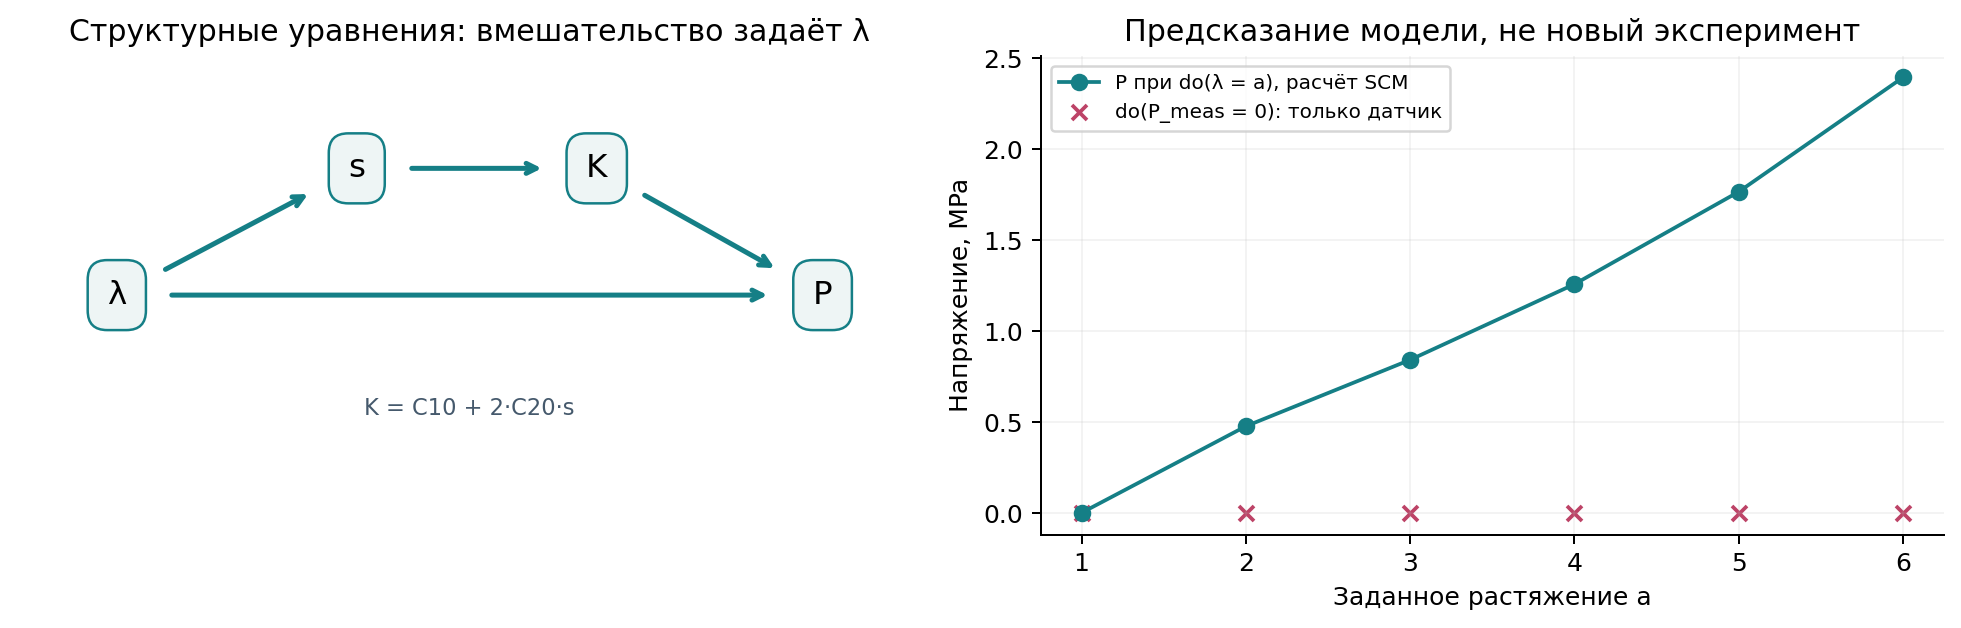 Структурные уравнения: вмешательство задаёт λ
s
K
λ
P
K = C10 + 2·C20·s
Предсказание модели, не новый эксперимент
P при do(λ = a), расчёт SCM
do(P_meas = 0): только датчик
Напряжение, MPa
2.5
2.0
1.5
1.0
0.5
0.0
1 2 3 4 5 6
Заданное растяжение a